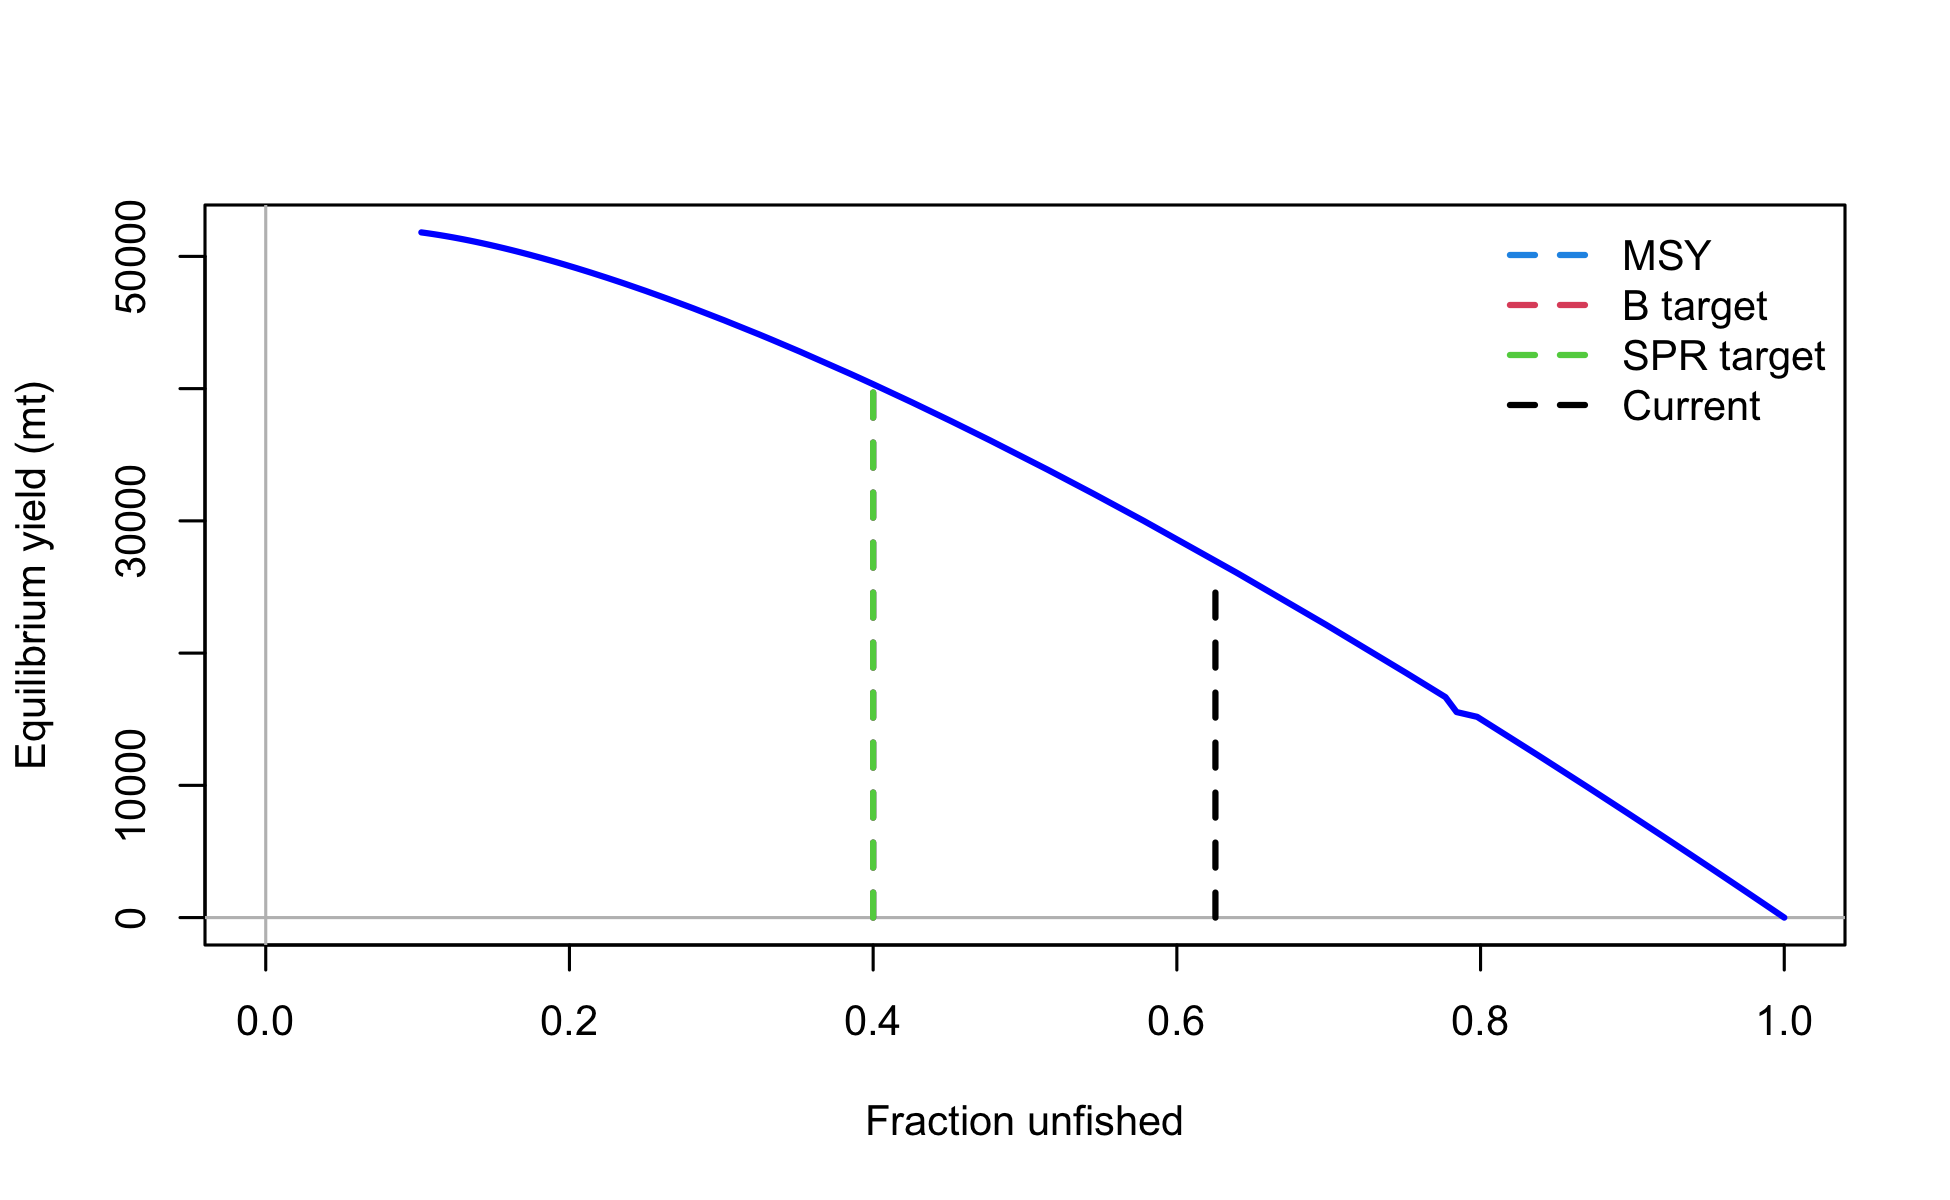 MSY
B target
SPR target
Current
Equilibrium yield (mt)
50000
30000
10000
0
0.0 0.2 0.4 0.6 0.8 1.0
Fraction unfished